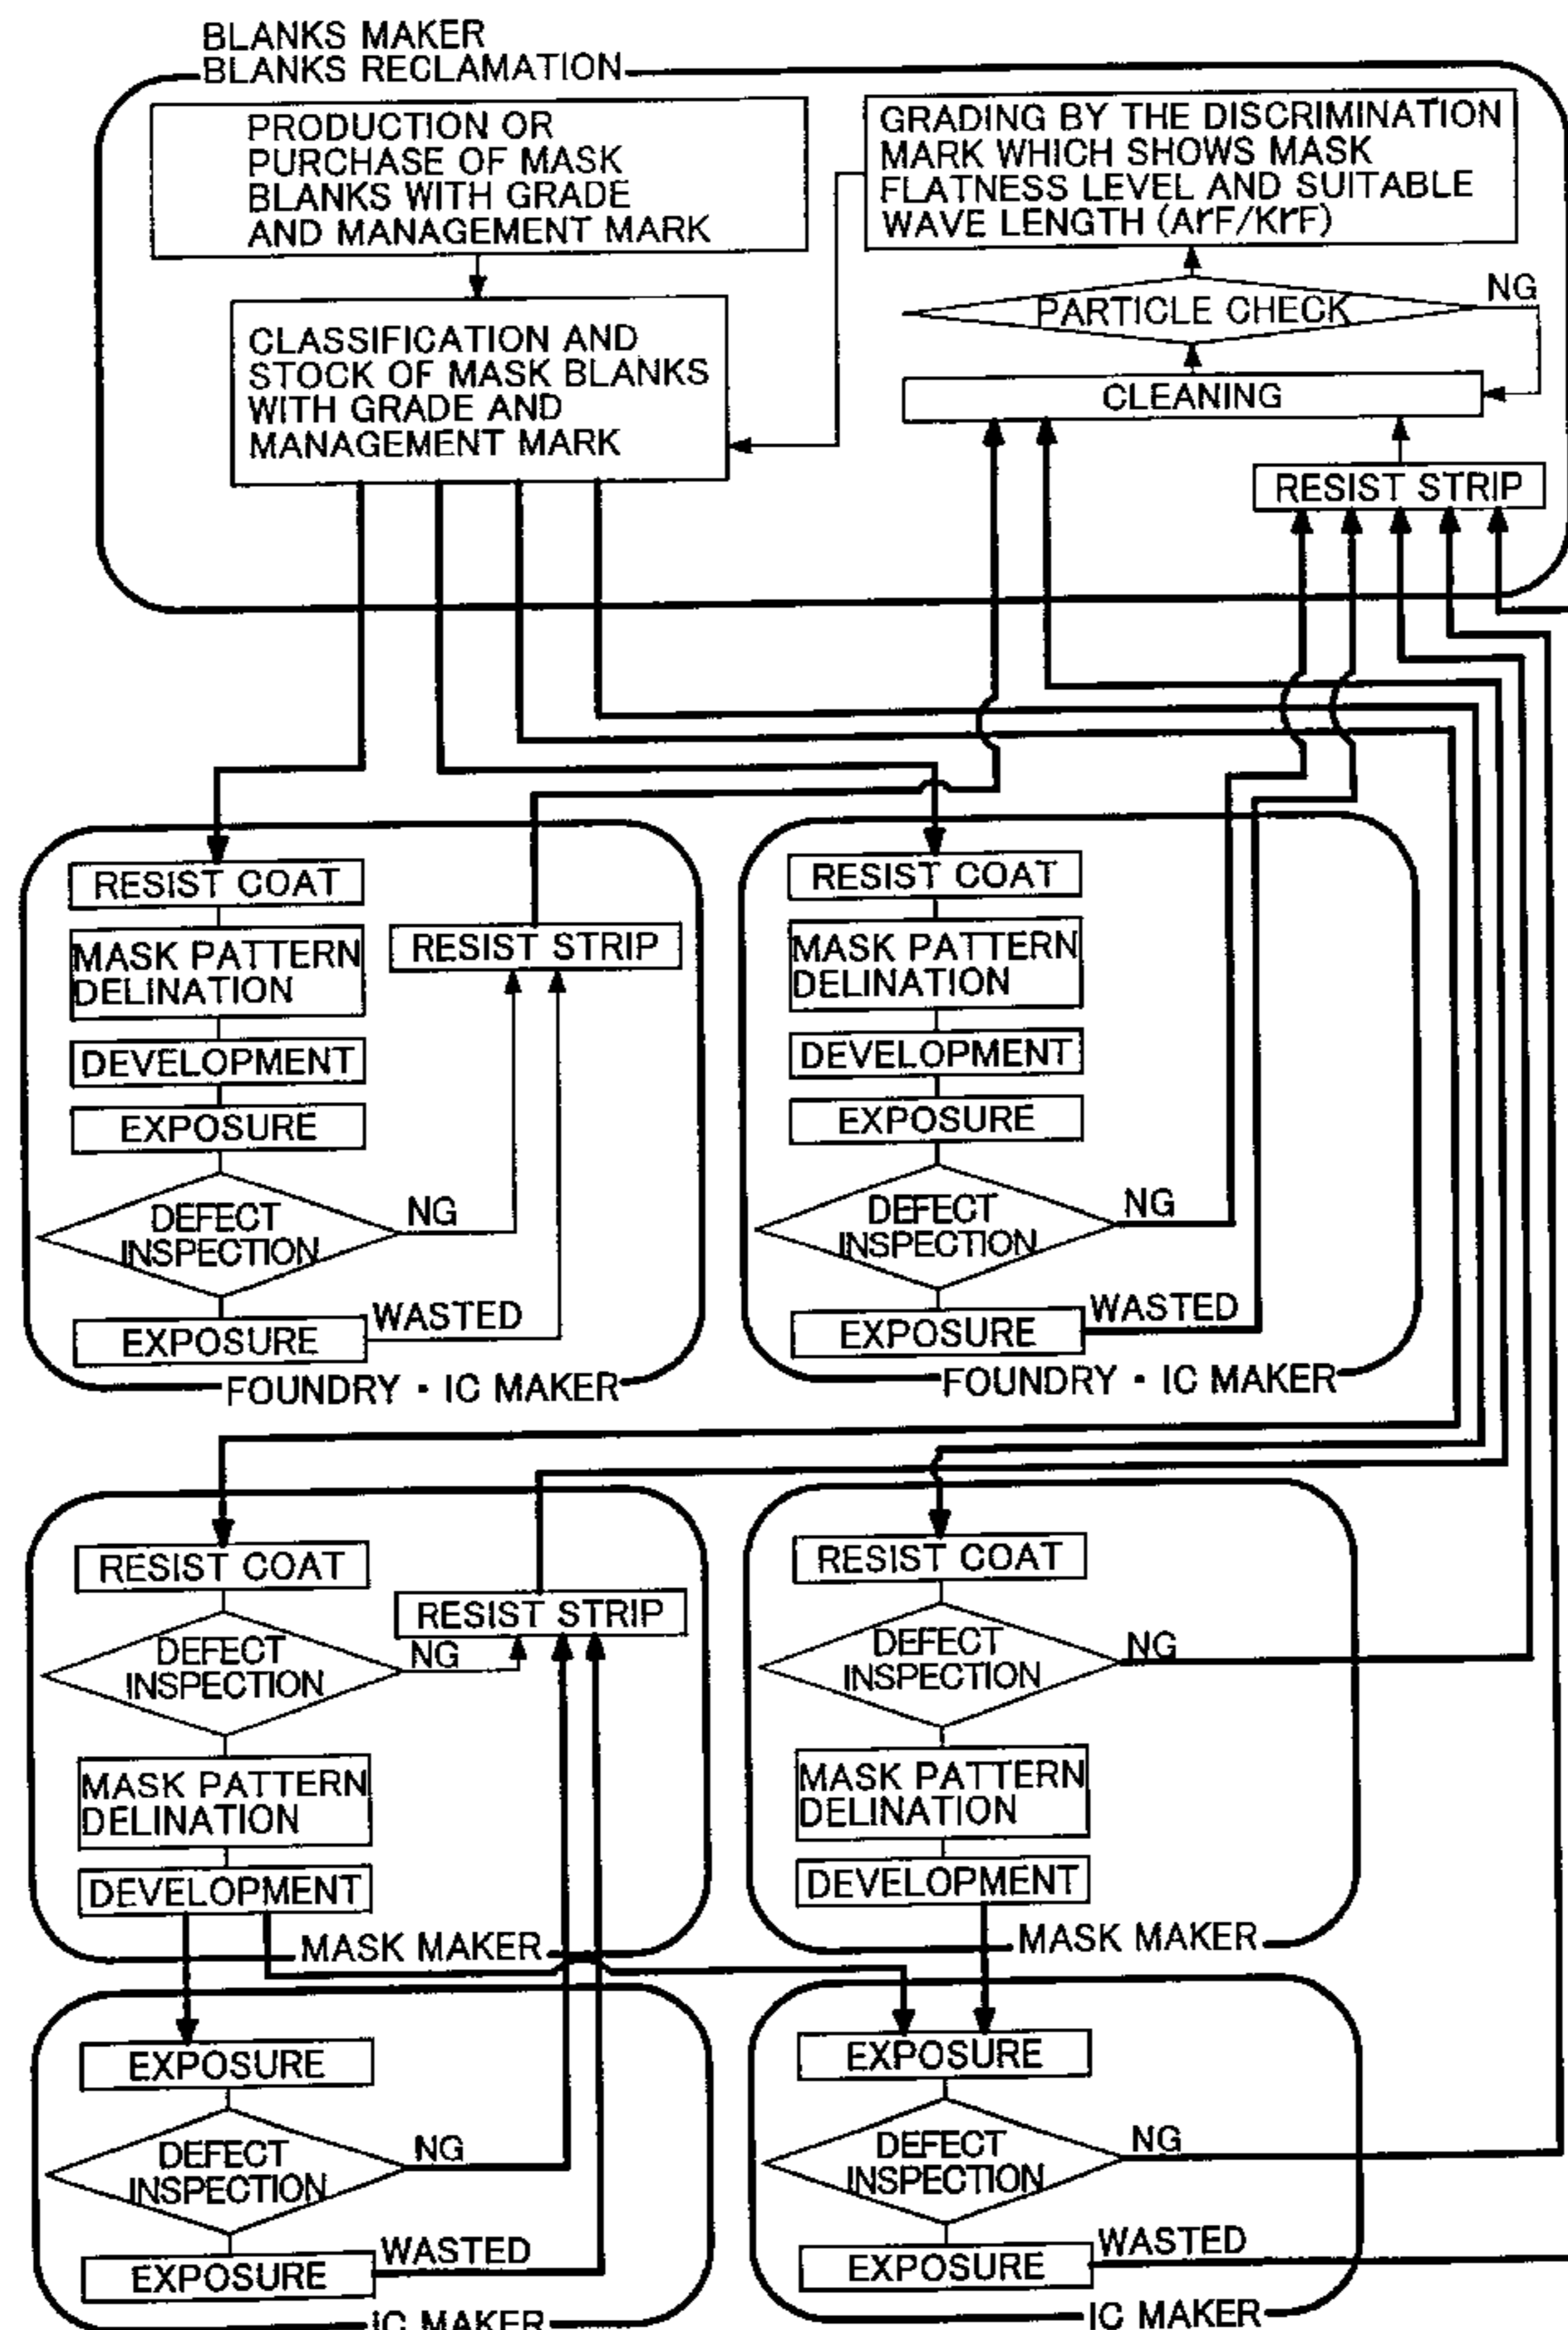 BLANKS MAKER
BLANKS RECLAMATION
PRODUCTION OR
PURCHASE OF MASK
BLANKS WITH GRADE
AND MANAGEMENT MARK
GRADING BY THE DISCRIMINATION
MARK WHICH SHOWS MASK
FLATNESS LEVEL AND SUITABLE
WAVE LENGTH (ArF/KrF)
PARTICLE CHECK
NG
CLASSIFICATION AND
STOCK OF MASK BLANKS
WITH GRADE AND
MANAGEMENT MARK
CLEANING
RESIST STRIP
RESIST COAT
MASK PATTERN
DELINATION
RESIST STRIP
DEVELOPMENT
EXPOSURE
DEFECT
INSPECTION
NG
EXPOSURE
WASTED
FOUNDRY・IC MAKER
RESIST COAT
MASK PATTERN
DELINATION
DEVELOPMENT
EXPOSURE
DEFECT
INSPECTION
NG
EXPOSURE
WASTED
FOUNDRY・IC MAKER
RESIST COAT
RESIST STRIP
DEFECT
INSPECTION
NG
MASK PATTERN
DELINATION
DEVELOPMENT
MASK MAKER
RESIST COAT
DEFECT
INSPECTION
NG
MASK PATTERN
DELINATION
DEVELOPMENT
MASK MAKER
EXPOSURE
DEFECT
INSPECTION
NG
EXPOSURE
WASTED
IC MAKER
EXPOSURE
DEFECT
INSPECTION
NG
EXPOSURE
WASTED
IC MAKER